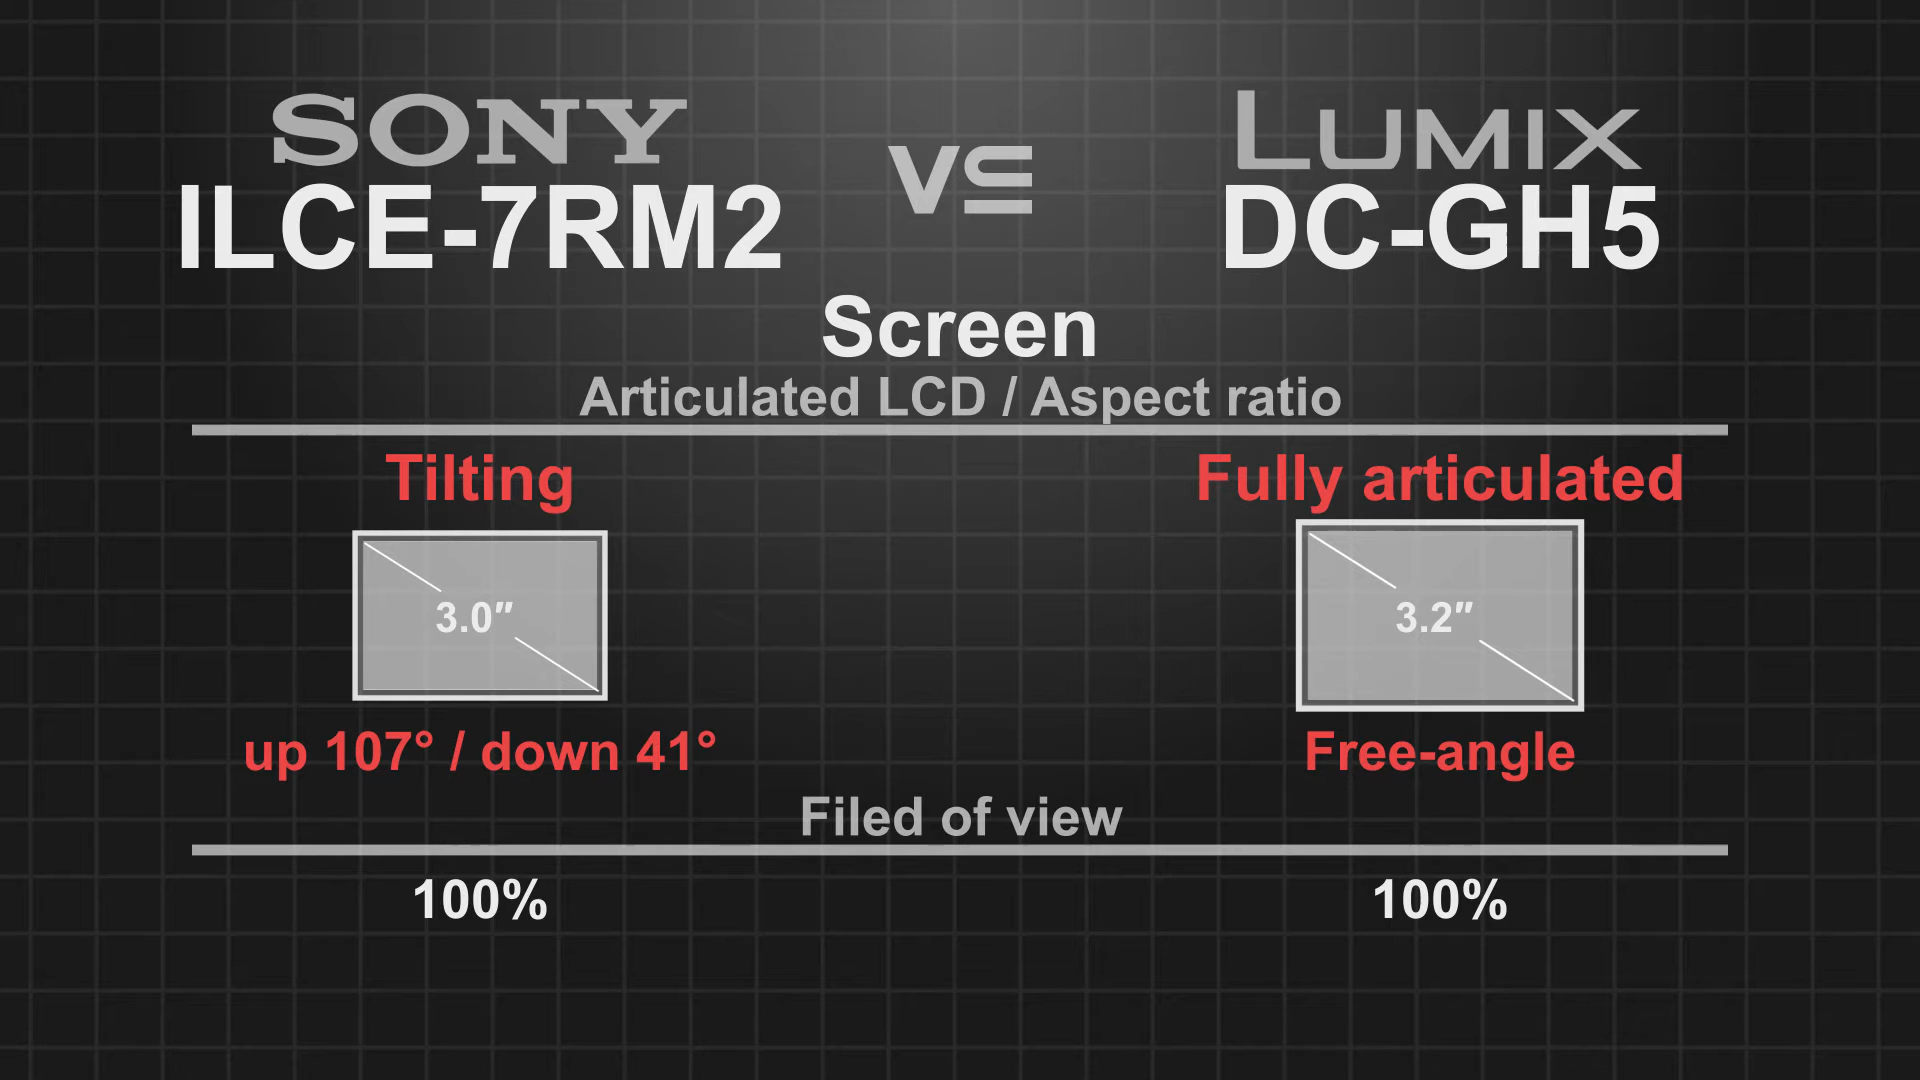 SONY
VS
LUMIX
ILCE-7RM2
DC-GH5
Screen
Articulated LCD / Aspect ratio
Tilting
Fully articulated
3.0″
3.2″
up 107° / down 41°
Free-angle
Filed of view
100%
100%